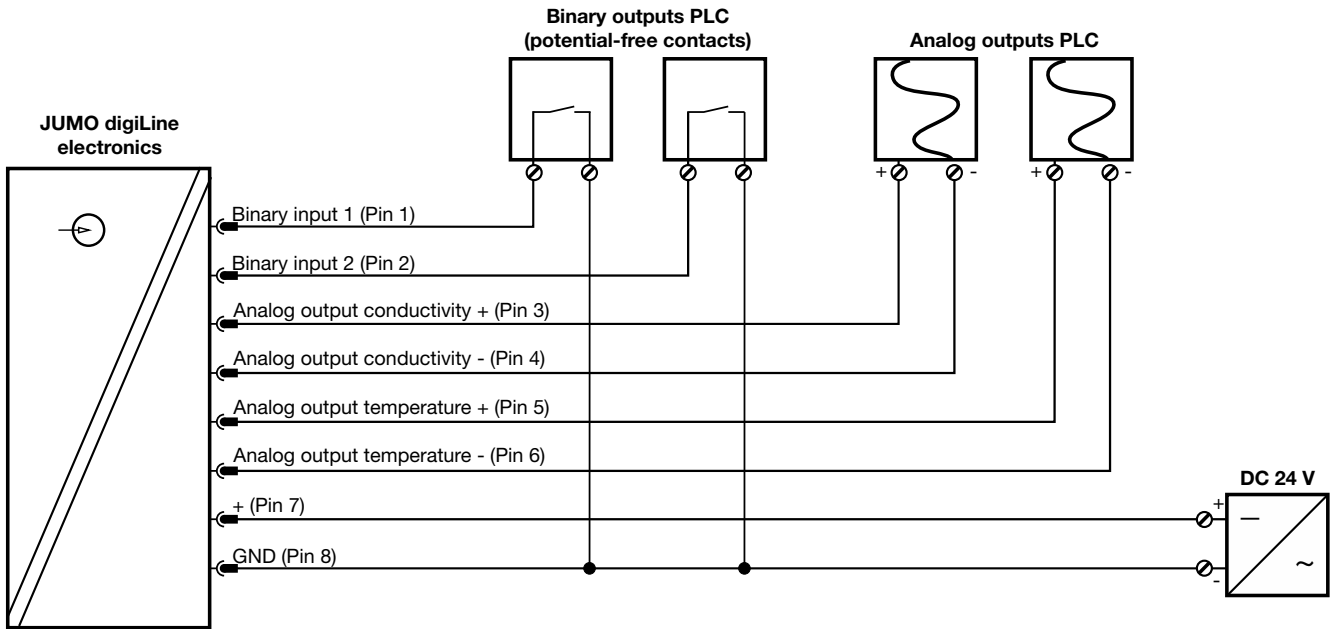 Binary outputs PLC
(potential-free contacts)
Analog outputs PLC
JUMO digiLine
electronics
+ - + -
Binary input 1 (Pin 1)
Binary input 2 (Pin 2)
Analog output conductivity + (Pin 3)
Analog output conductivity - (Pin 4)
Analog output temperature + (Pin 5)
Analog output temperature - (Pin 6)
DC 24 V
+ (Pin 7)
+
GND (Pin 8)
-